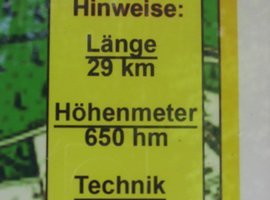 Hinweise:
Länge
29 km
Höhenmeter
650 hm
Technik